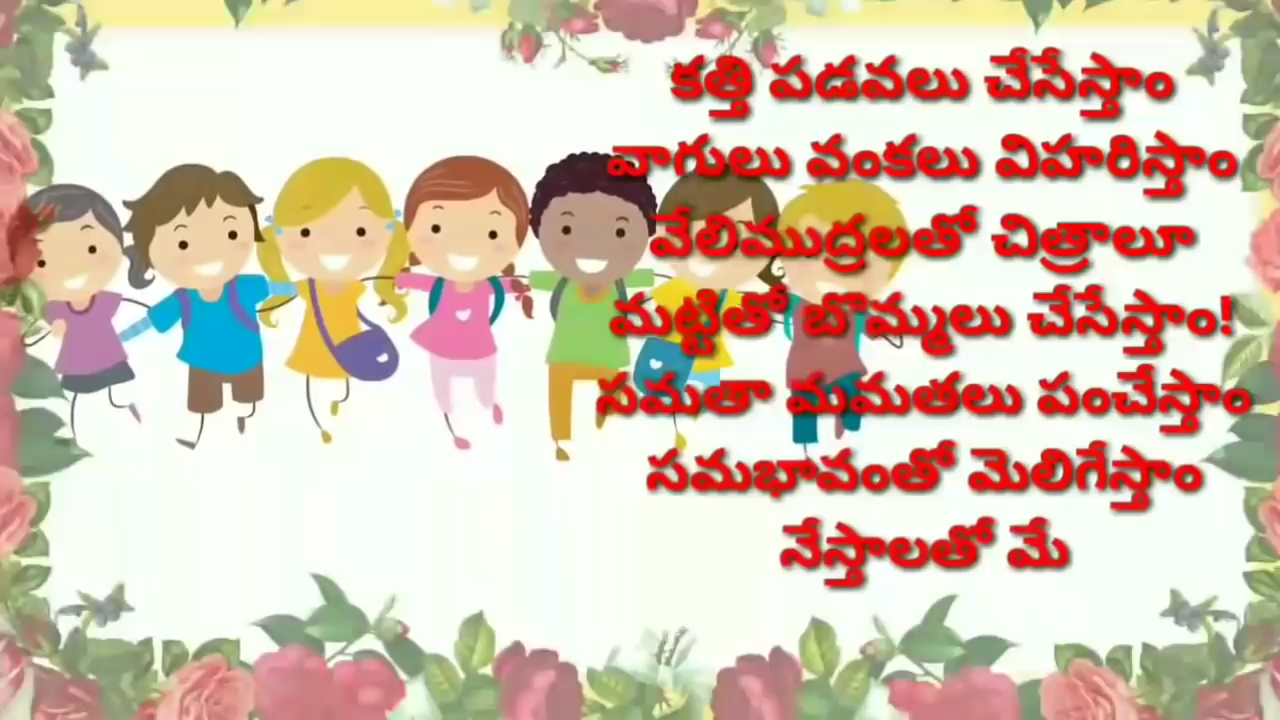 కత్తి పడవలు చేసేస్తాం
వాగులు వంకలు విహరిస్తాం
వేలిముద్రలతో చిత్రాలూ
మట్టితో బొమ్మలు చేసేస్తాం!
సమతా మమతలు పంచేస్తాం
సమభావంతో మెలిగేస్తాం
నేస్తాలతో మే